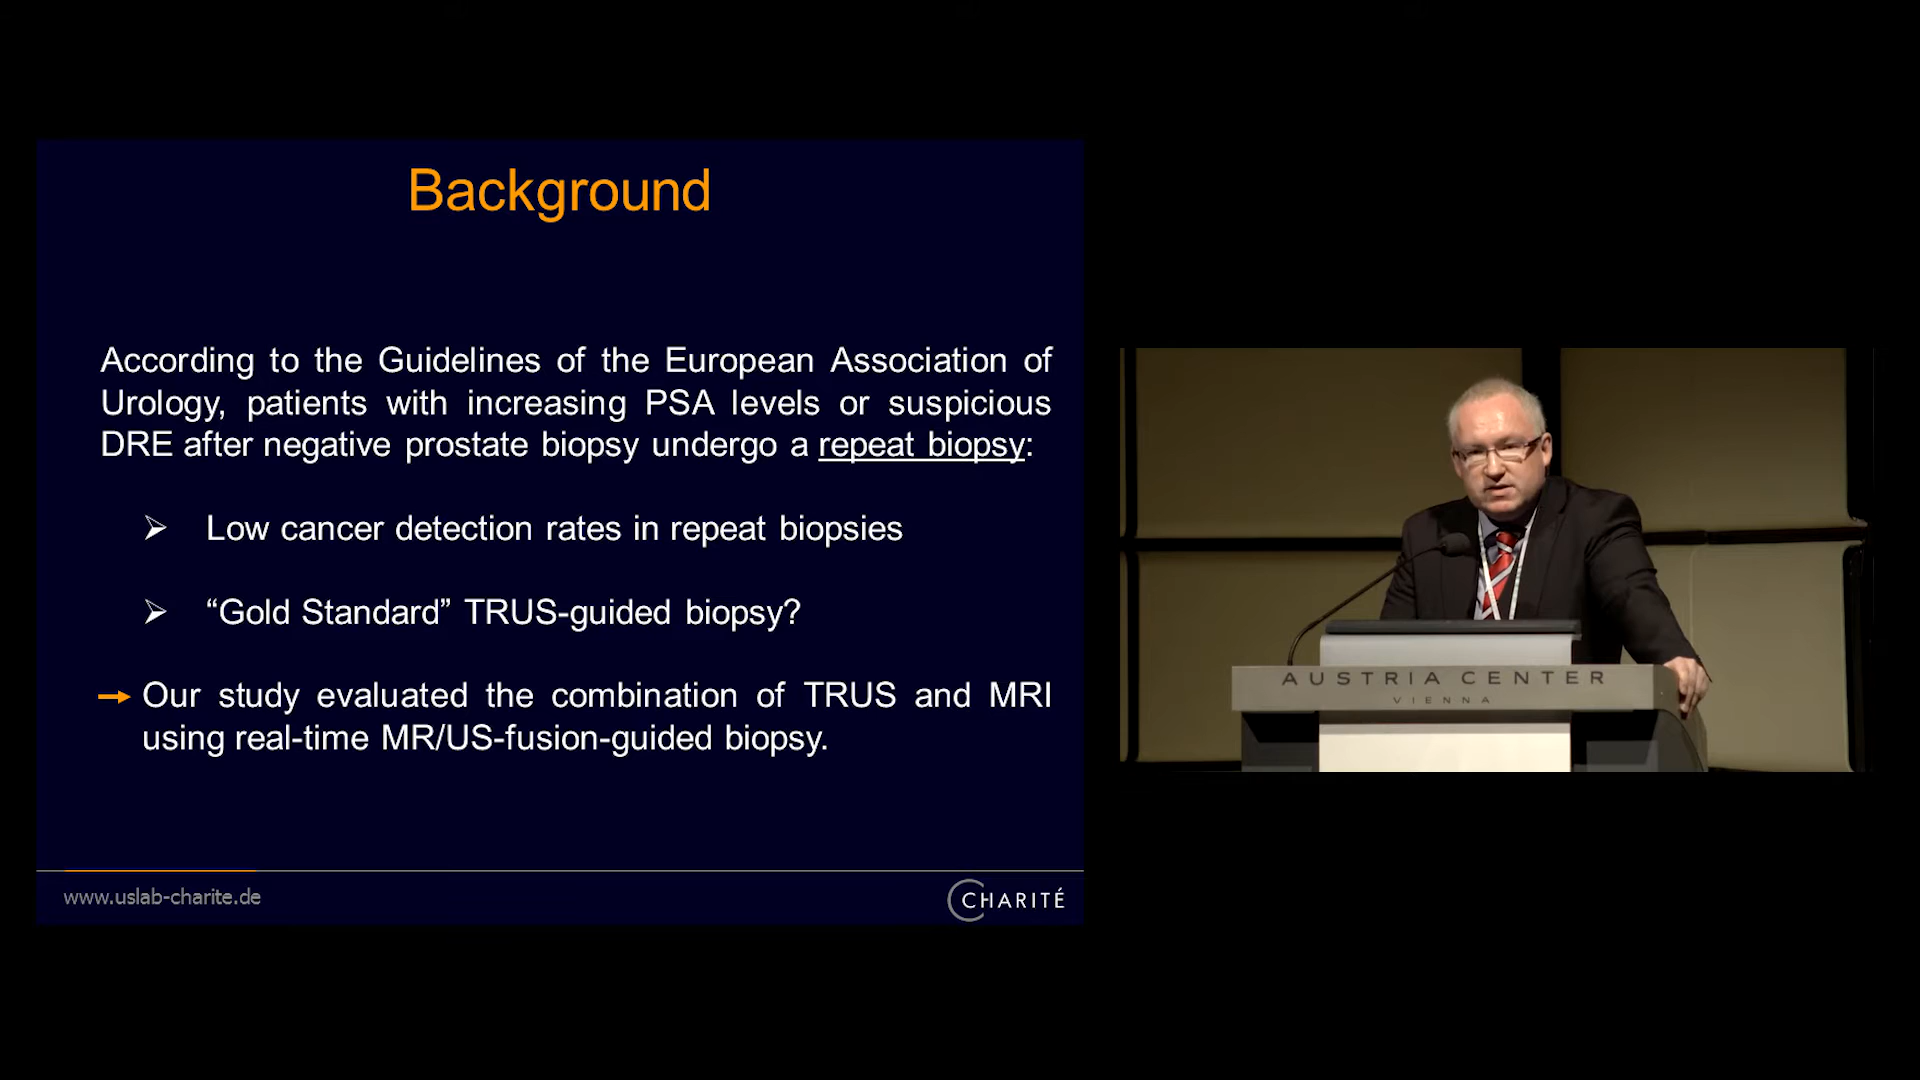 Background
According to the Guidelines of the European Association of
Urology, patients with increasing PSA levels or suspicious
DRE after negative prostate biopsy undergo a repeat biopsy:
Low cancer detection rates in repeat biopsies
“Gold Standard” TRUS-guided biopsy?
Our study evaluated the combination of TRUS and MRI
using real-time MR/US-fusion-guided biopsy.
www.uslab-charite.de
CHARITÉ
AUSTRIA CENTER
VIENNA